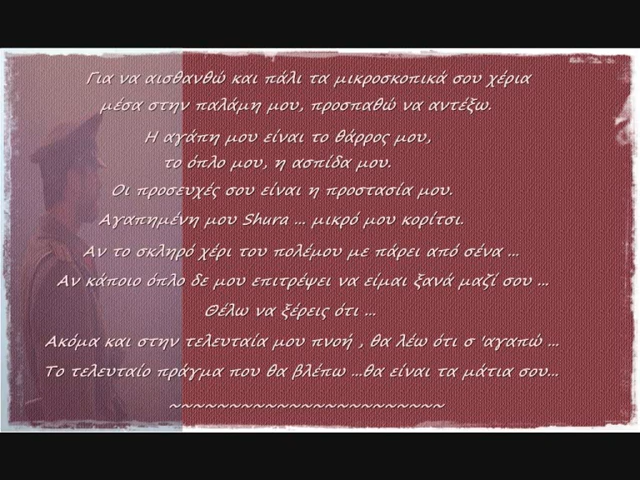 Για να αισθανθώ και πάλι τα μικροσκοπικά σου χέρια
μέσα στην παλάμη μου, προσπαθώ να αντέξω.
Η αγάπη μου είναι το θάρρος μου,
το όπλο μου, η ασπίδα μου.
Οι προσευχές σου είναι η προστασία μου.
Αγαπημένη μου Shura ... μικρό μου κορίτσι.
Αν το σκληρό χέρι του πολέμου με πάρει από σένα ...
Αν κάποιο όπλο δε μου επιτρέψει να είμαι ξανά μαζί σου ...
Θέλω να ξέρεις ότι ...
Ακόμα και στην τελευταία μου πνοή , θα λέω ότι σ 'αγαπώ ...
Το τελευταίο πράγμα που θα βλέπω ...θα είναι τα μάτια σου...
~~~~~~~~~~~~~~~~~~~~~~~